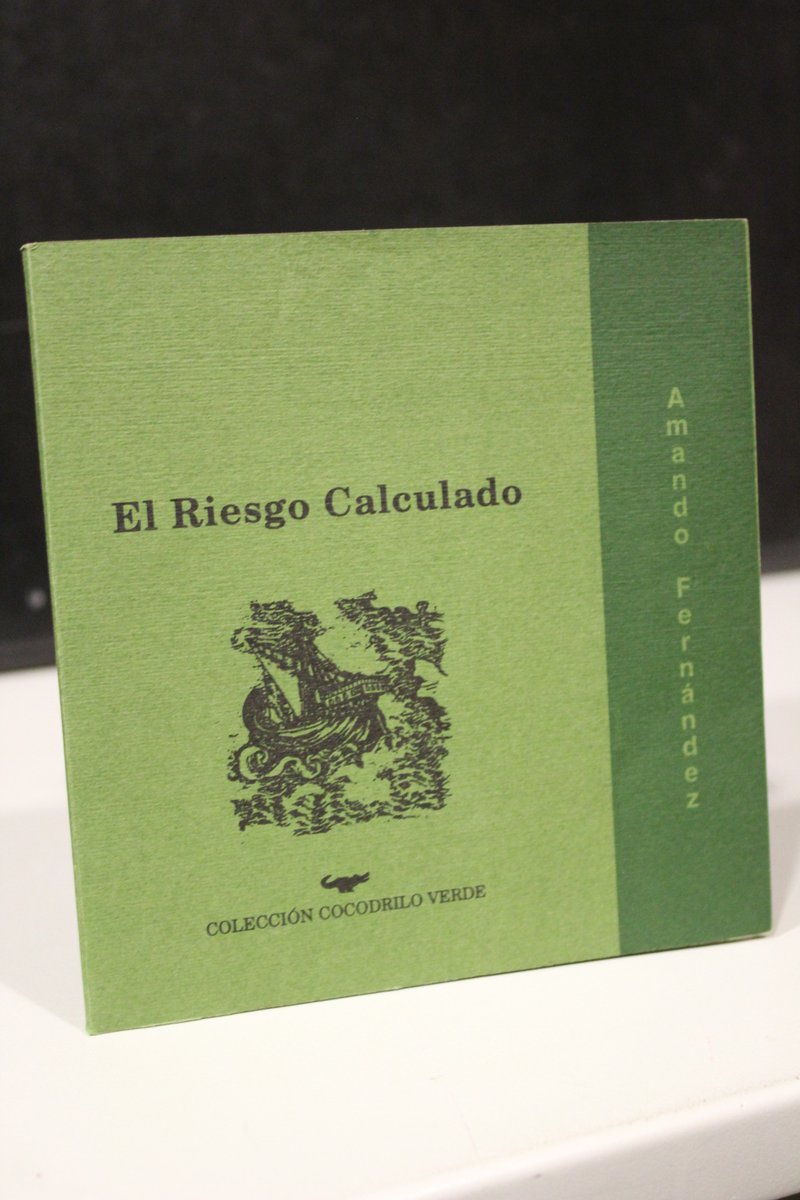 El Riesgo Calculado
COLECCIÓN COCODRILO VERDE
Amando Fernández